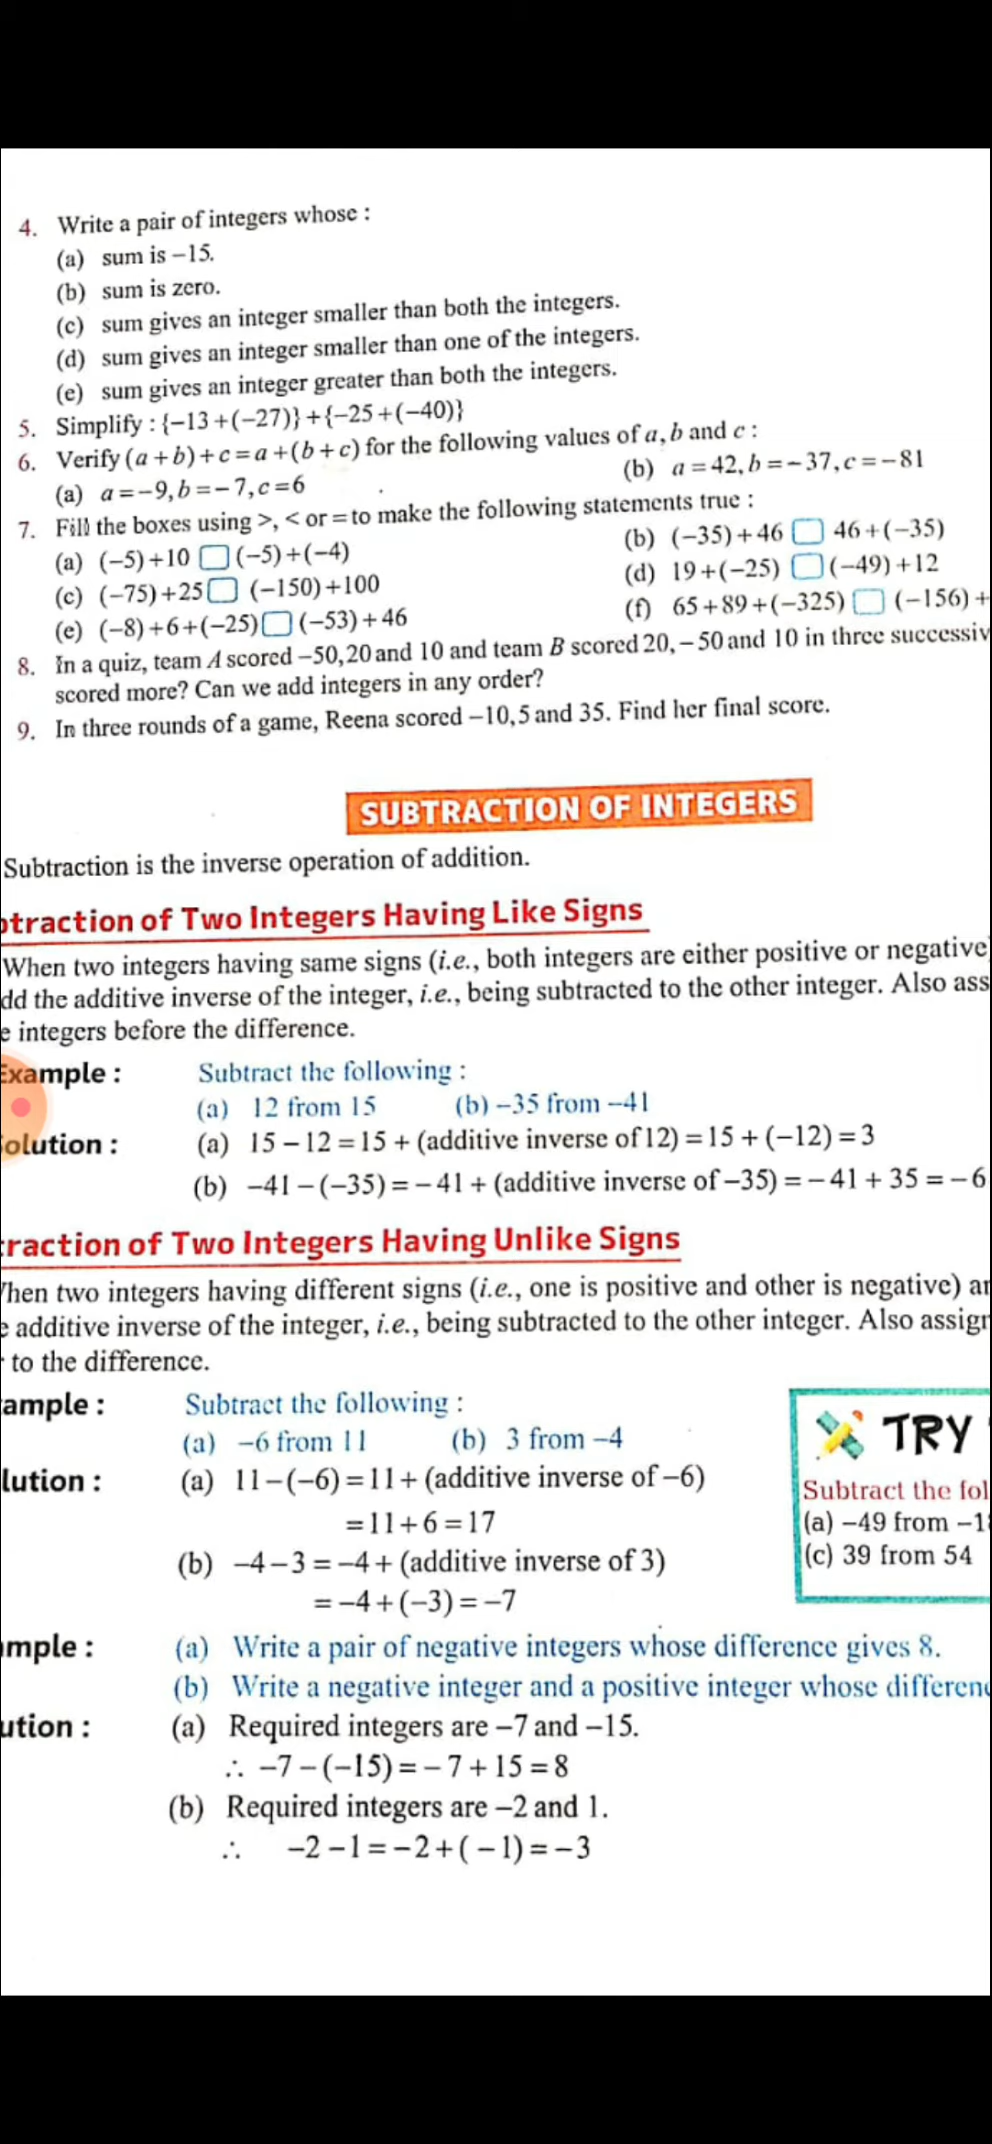 4. Write a pair of integers whose :
(a) sum is –15.
(b) sum is zero.
(c) sum gives an integer smaller than both the integers.
(d) sum gives an integer smaller than one of the integers.
(e) sum gives an integer greater than both the integers.
5. Simplify : {–13+(–27)}+{–25+(–40)}
6. Verify (a+b)+c=a+(b+c) for the following values of a, b and c :
(a) a=–9, b=–7, c=6 (b) a=42, b=–37, c=–81
7. Fill the boxes using >, < or = to make the following statements true :
(a) (–5)+10 □ (–5)+(–4) (b) (–35)+46 □ 46+(–35)
(c) (–75)+25 □ (–150)+100 (d) 19+(–25) □ (–49)+12
(e) (–8)+6+(–25) □ (–53)+46 (f) 65+89+(–325) □ (–156)+
8. In a quiz, team A scored –50, 20 and 10 and team B scored 20, –50 and 10 in three successiv
scored more? Can we add integers in any order?
9. In three rounds of a game, Reena scored –10, 5 and 35. Find her final score.
SUBTRACTION OF INTEGERS
Subtraction is the inverse operation of addition.
otraction of Two Integers Having Like Signs
When two integers having same signs (i.e., both integers are either positive or negative)
dd the additive inverse of the integer, i.e., being subtracted to the other integer. Also ass
e integers before the difference.
Example : Subtract the following :
(a) 12 from 15 (b) –35 from –41
olution : (a) 15 – 12 = 15 + (additive inverse of 12) = 15 + (–12) = 3
(b) –41 – (–35) = – 41 + (additive inverse of –35) = – 41 + 35 = – 6
raction of Two Integers Having Unlike Signs
hen two integers having different signs (i.e., one is positive and other is negative) ar
e additive inverse of the integer, i.e., being subtracted to the other integer. Also assign
to the difference.
ample : Subtract the following :
(a) –6 from 11 (b) 3 from –4
lution : (a) 11–(–6) = 11 + (additive inverse of –6)
= 11 + 6 = 17
(b) –4 – 3 = –4 + (additive inverse of 3)
= –4 + (–3) = –7
TRY
Subtract the fol
(a) –49 from –1
(c) 39 from 54
mple : (a) Write a pair of negative integers whose difference gives 8.
(b) Write a negative integer and a positive integer whose differenc
ution : (a) Required integers are –7 and –15.
∴ –7 – (–15) = – 7 + 15 = 8
(b) Required integers are –2 and 1.
∴ –2 – 1 = – 2 + ( – 1) = – 3